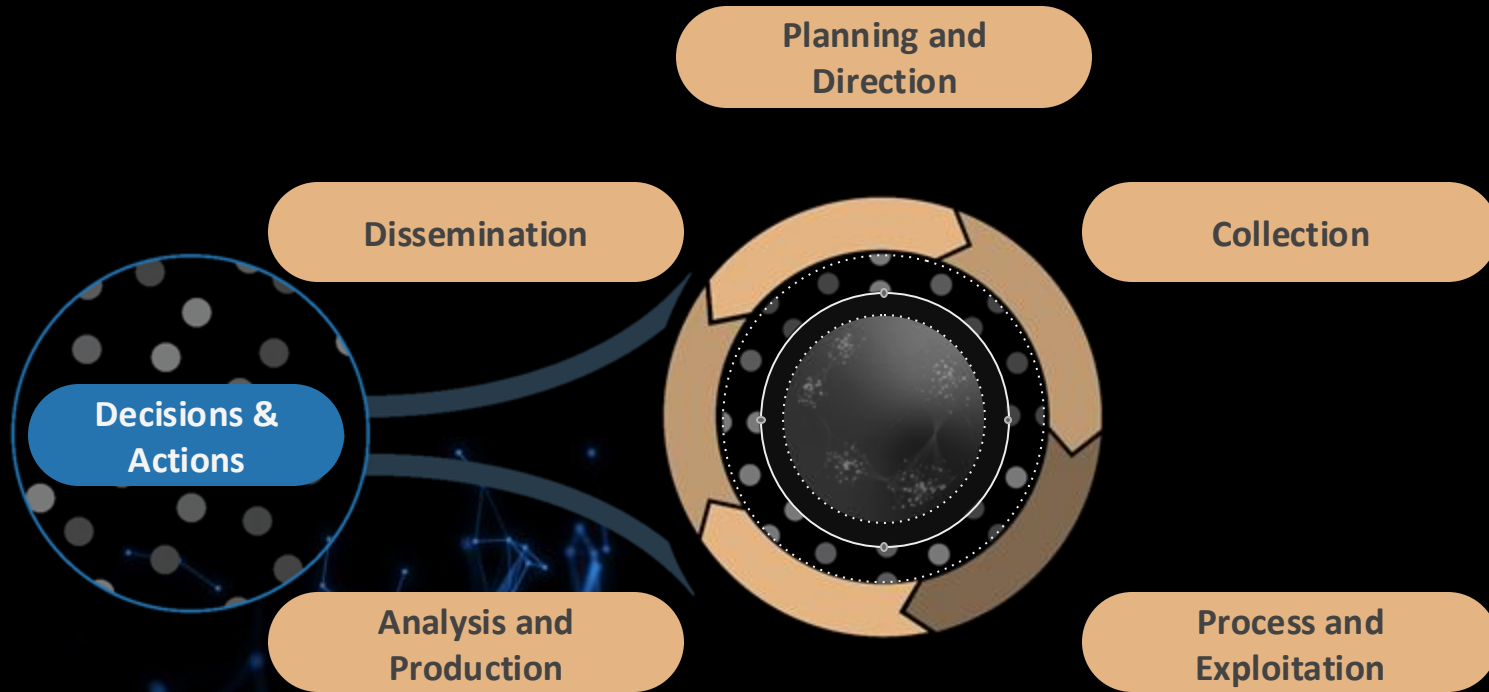 Planning and
Direction
Dissemination
Collection
Decisions &
Actions
Analysis and
Production
Process and
Exploitation